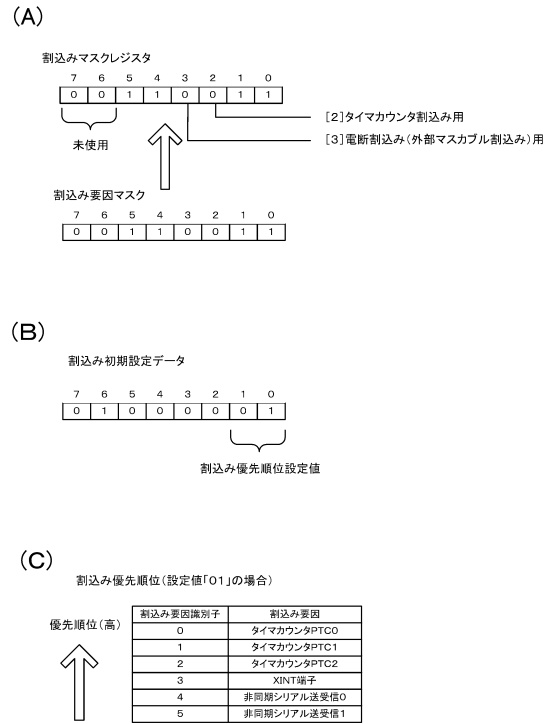 (A)
割込みマスクレジスタ
7 6 5 4 3 2 1 0
0 0 1 1 0 0 1 1
[2]タイマカウンタ割込み用
[3]電断割込み(外部マスカブル割込み)用
未使用
割込み要因マスク
7 6 5 4 3 2 1 0
0 0 1 1 0 0 1 1
(B)
割込み初期設定データ
7 6 5 4 3 2 1 0
0 1 0 0 0 0 0 1
割込み優先順位設定値
(C)
割込み優先順位(設定値「01」の場合)
優先順位(高)
割込み要因識別子 割込み要因
0 タイマカウンタPTC0
1 タイマカウンタPTC1
2 タイマカウンタPTC2
3 XINT端子
4 非同期シリアル送受信0
5 非同期シリアル送受信1